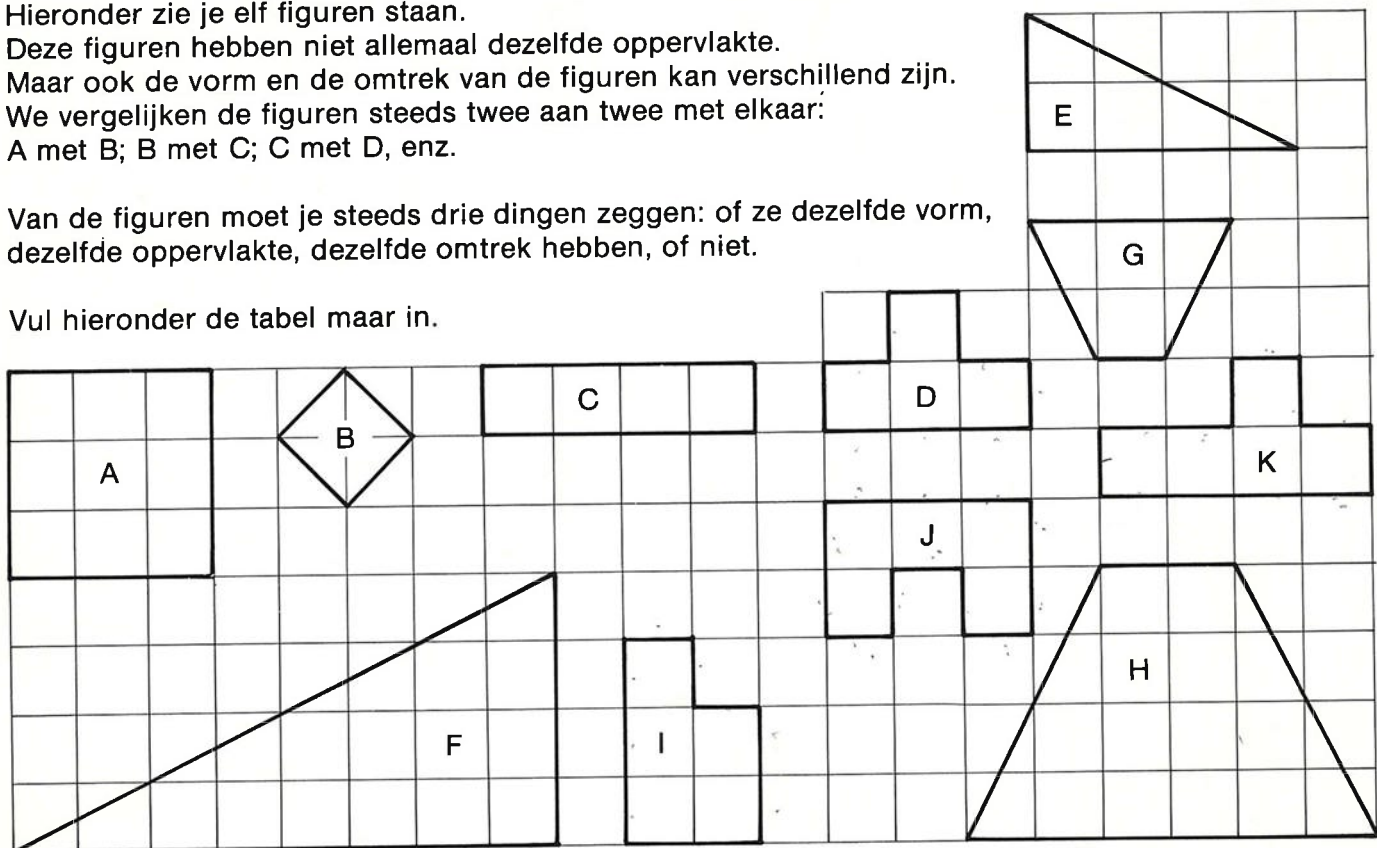 Hieronder zie je elf figuren staan.
Deze figuren hebben niet allemaal dezelfde oppervlakte.
Maar ook de vorm en de omtrek van de figuren kan verschillend zijn.
We vergelijken de figuren steeds twee aan twee met elkaar:
A met B; B met C; C met D, enz.
Van de figuren moet je steeds drie dingen zeggen: of ze dezelfde vorm,
dezelfde oppervlakte, dezelfde omtrek hebben, of niet.
Vul hieronder de tabel maar in.
E
G
C
D
B
A
K
J
H
F
I